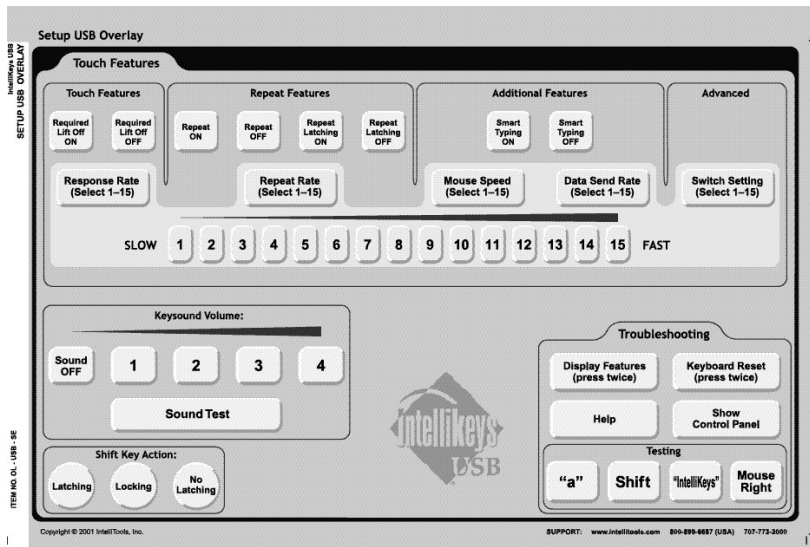 Setup USB Overlay
IntelliKeys USB
SETUP USB OVERLAY
Touch Features
Touch Features
Repeat Features
Additional Features
Advanced
Required
Lift Off
ON
Required
Lift Off
OFF
Repeat
ON
Repeat
OFF
Repeat
Latching
ON
Repeat
Latching
OFF
Smart
Typing
ON
Smart
Typing
OFF
Response Rate
(Select 1–15)
Repeat Rate
(Select 1–15)
Mouse Speed
(Select 1–15)
Data Send Rate
(Select 1–15)
Switch Setting
(Select 1–15)
SLOW 1 2 3 4 5 6 7 8 9 10 11 12 13 14 15 FAST
Keysound Volume:
Sound
OFF
1 2 3 4
Sound Test
Shift Key Action:
Latching
Locking
No
Latching
Intellikeys
USB
Troubleshooting
Display Features
(press twice)
Keyboard Reset
(press twice)
Help
Show
Control Panel
Testing
“a”
Shift
“IntelliKeys”
Mouse
Right
ITEM NO. OL - USB - SE
Copyright © 2001 IntelliTools, Inc.
SUPPORT: www.intellitools.com 800-899-6687 (USA) 707-773-2000